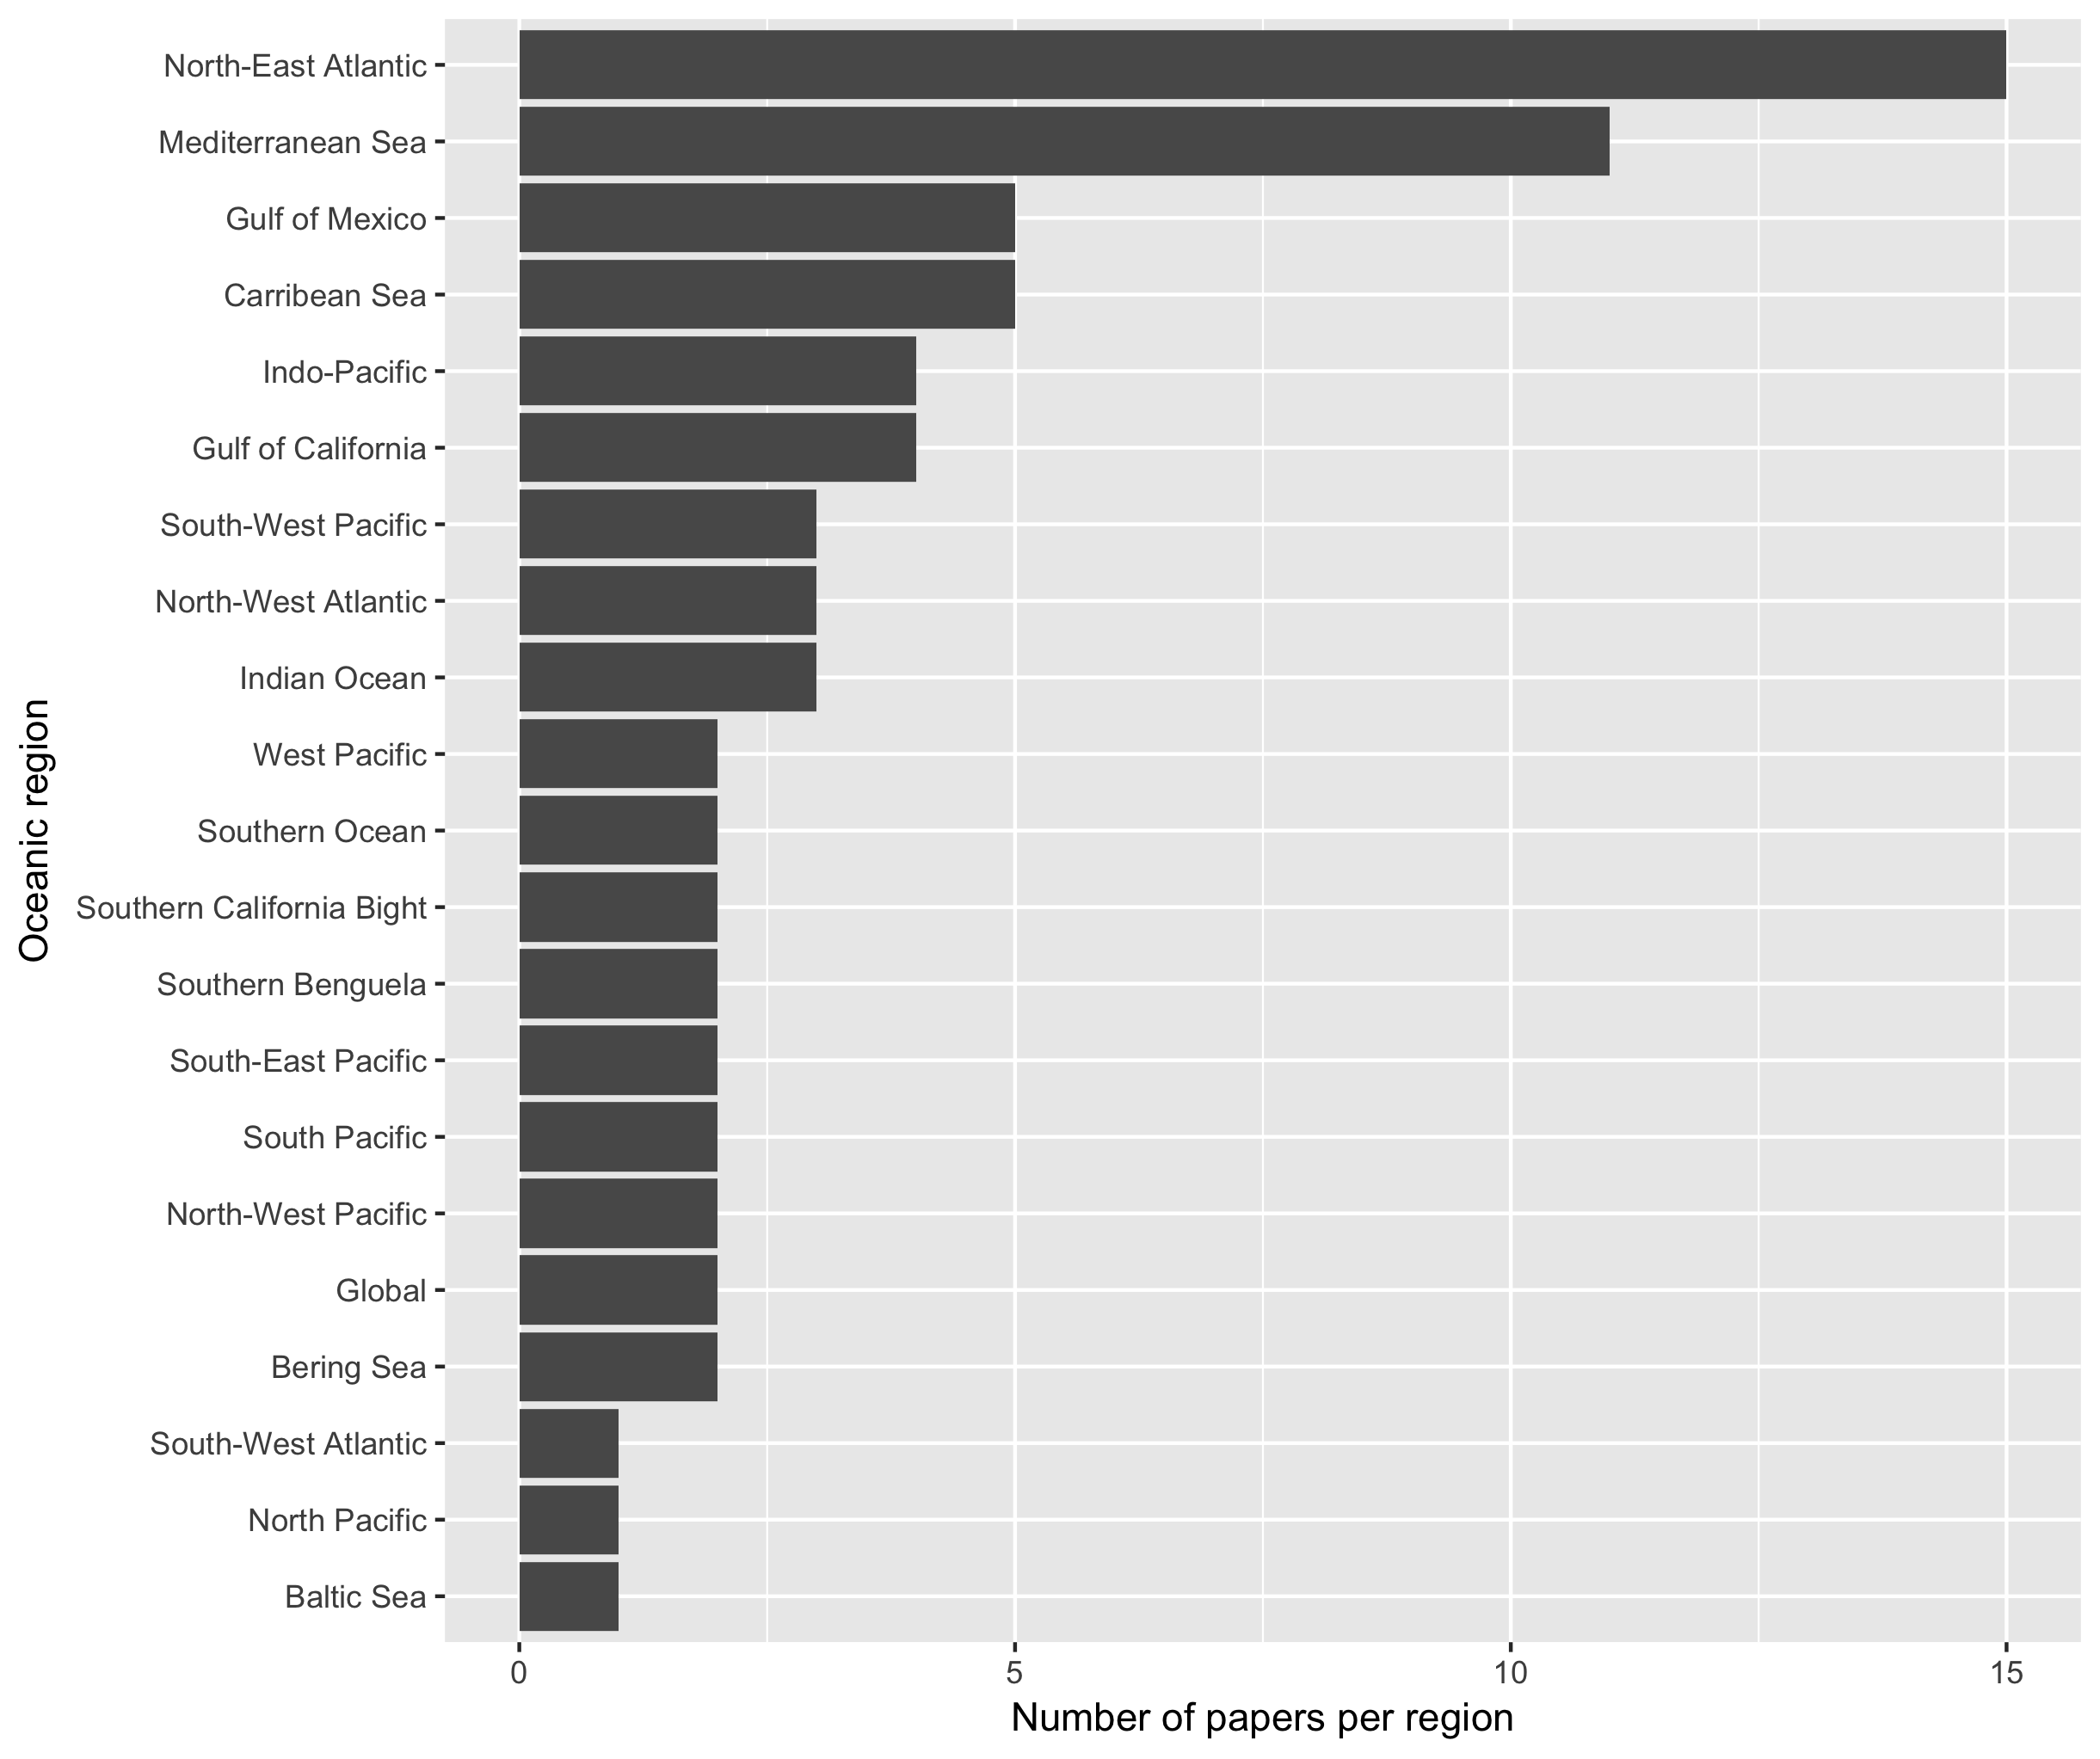 North-East Atlantic
Mediterranean Sea
Gulf of Mexico
Carribean Sea
Indo-Pacific
Gulf of California
South-West Pacific
North-West Atlantic
Indian Ocean
West Pacific
Southern Ocean
Southern California Bight
Southern Benguela
South-East Pacific
South Pacific
North-West Pacific
Global
Bering Sea
South-West Atlantic
North Pacific
Baltic Sea
Oceanic region
0 5 10 15
Number of papers per region